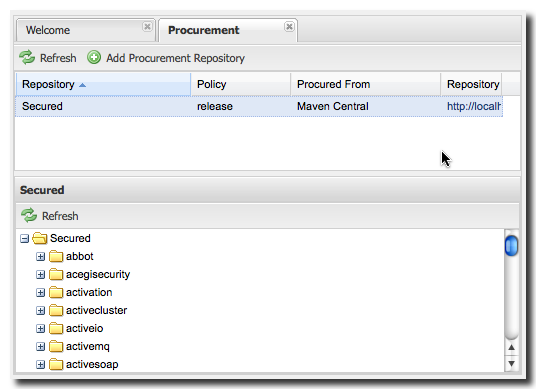 Welcome Procurement
Refresh Add Procurement Repository
Repository Policy Procured From Repository
Secured release Maven Central http://localh
Secured
Refresh
Secured
abbot
acegisecurity
activation
activecluster
activeio
activemq
activesoap